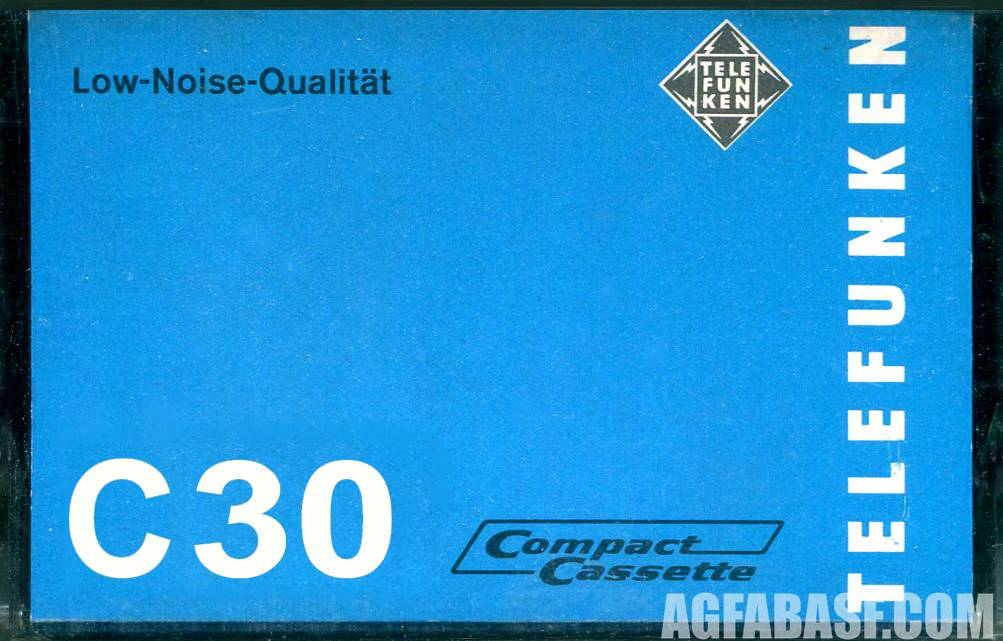 Low-Noise-Qualität
TELE
FUN
KEN
TELEFUNKEN
C30
Compact
Cassette
AGFABASF.COM